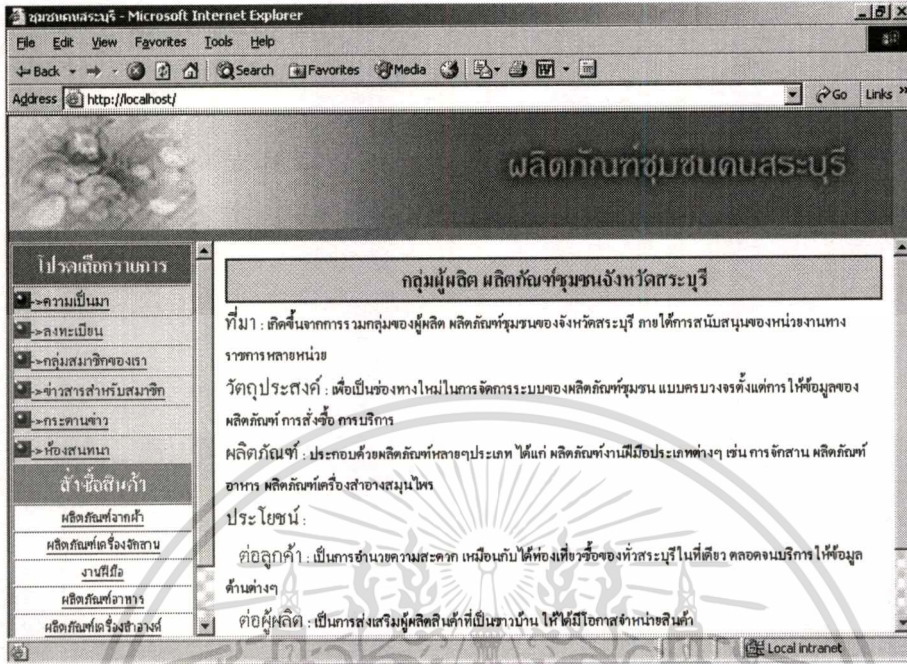 ชุมชนคนสระบุรี - Microsoft Internet Explorer
File Edit View Favorites Tools Help
Back Search Favorites Media
Address http://localhost/ Go Links »
ผลิตภัณฑ์ชุมชนคนสระบุรี
โปรดเลือกรายการ
->ความเป็นมา
->ลงทะเบียน
->กลุ่มสมาชิกของเรา
->ข่าวสารสำหรับสมาชิก
->กระดานข่าว
->ห้องสนทนา
สั่งซื้อสินค้า
ผลิตภัณฑ์จากผ้า
ผลิตภัณฑ์เครื่องจักสาน
งานฝีมือ
ผลิตภัณฑ์อาหาร
ผลิตภัณฑ์เครื่องสำอางค์
กลุ่มผู้ผลิต ผลิตภัณฑ์ชุมชนจังหวัดสระบุรี
ที่มา : เกิดขึ้นจากการรวมกลุ่มของผู้ผลิต ผลิตภัณฑ์ชุมชนของจังหวัดสระบุรี ภายใต้การสนับสนุนของหน่วยงานทาง
ราชการหลายหน่วย
วัตถุประสงค์ : เพื่อเป็นช่องทางใหม่ในการจัดการระบบของผลิตภัณฑ์ชุมชน แบบครบวงจรตั้งแต่การให้ข้อมูลของ
ผลิตภัณฑ์ การสั่งซื้อ การบริการ
ผลิตภัณฑ์ : ประกอบด้วยผลิตภัณฑ์หลายๆประเภท ได้แก่ ผลิตภัณฑ์งานฝีมือประเภทต่างๆ เช่น การจักสาน ผลิตภัณฑ์
อาหาร ผลิตภัณฑ์เครื่องสำอางสมุนไพร
ประโยชน์ :
ต่อลูกค้า : เป็นการอำนวยความสะดวก เหมือนกับได้ท่องเที่ยวซื้อของทั่วสระบุรีในที่เดียว ตลอดจนบริการให้ข้อมูล
ด้านต่างๆ
ต่อผู้ผลิต : เป็นการส่งเสริมผู้ผลิตสินค้าที่เป็นชาวบ้าน ให้ได้มีโอกาสจำหน่ายสินค้า
Local intranet